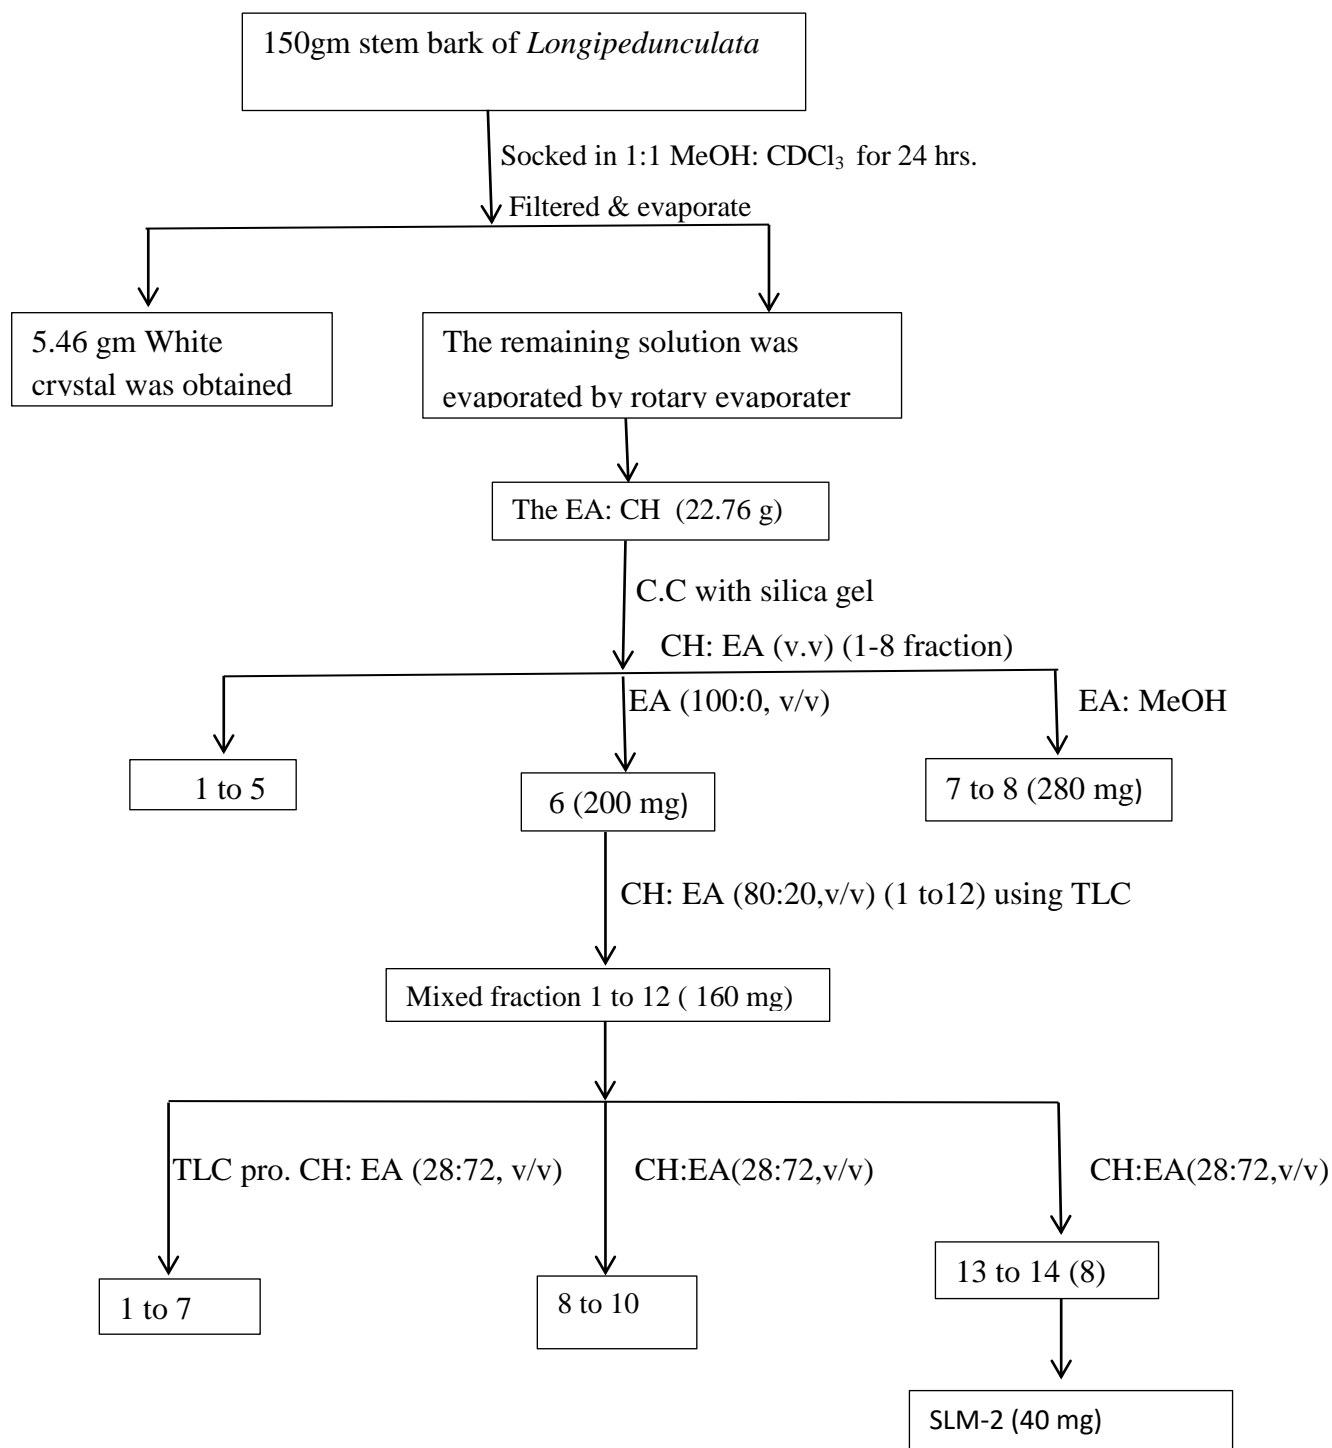 150gm stem bark of Longipedunculata
Socked in 1:1 MeOH: CDCl₃ for 24 hrs.
Filtered & evaporate
5.46 gm White
crystal was obtained
The remaining solution was
evaporated by rotary evaporater
The EA: CH (22.76 g)
C.C with silica gel
CH: EA (v.v) (1-8 fraction)
EA (100:0, v/v)
EA: MeOH
1 to 5
6 (200 mg)
7 to 8 (280 mg)
CH: EA (80:20,v/v) (1 to12) using TLC
Mixed fraction 1 to 12 ( 160 mg)
TLC pro. CH: EA (28:72, v/v)
CH:EA(28:72,v/v)
CH:EA(28:72,v/v)
1 to 7
8 to 10
13 to 14 (8)
SLM-2 (40 mg)